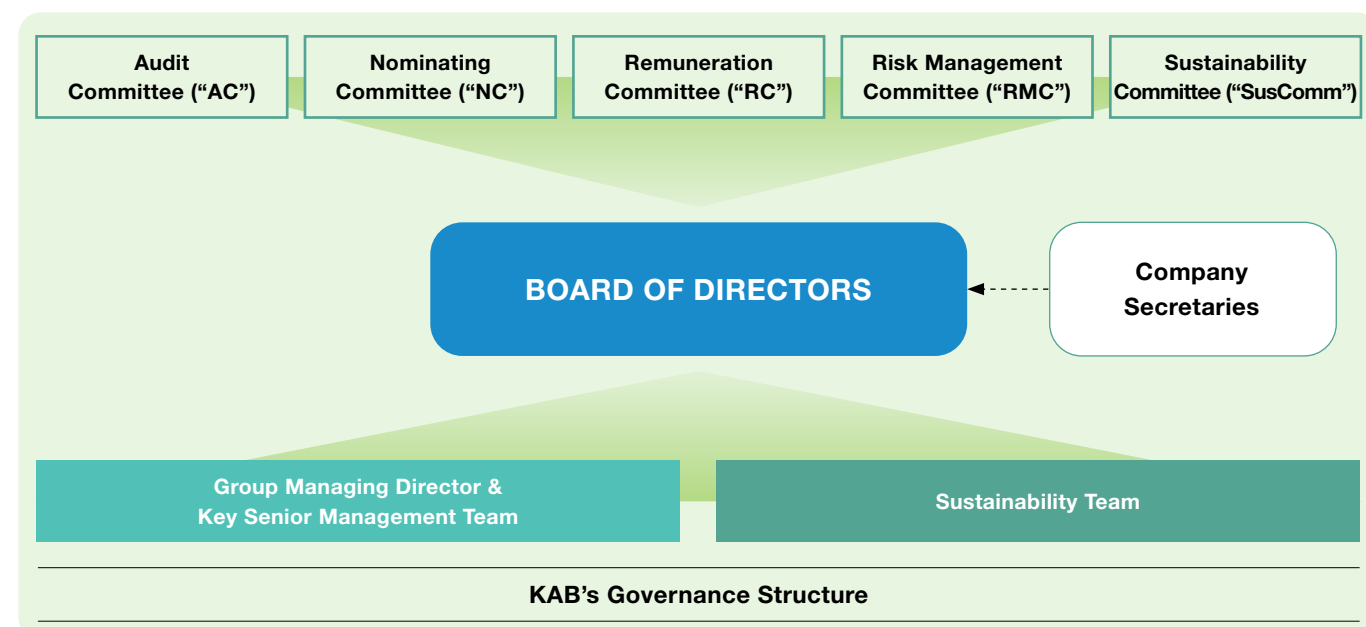 Audit
Committee (“AC”)
Nominating
Committee (“NC”)
Remuneration
Committee (“RC”)
Risk Management
Committee (“RMC”)
Sustainability
Committee (“SusComm”)
BOARD OF DIRECTORS
Company
Secretaries
Group Managing Director &
Key Senior Management Team
Sustainability Team
KAB’s Governance Structure